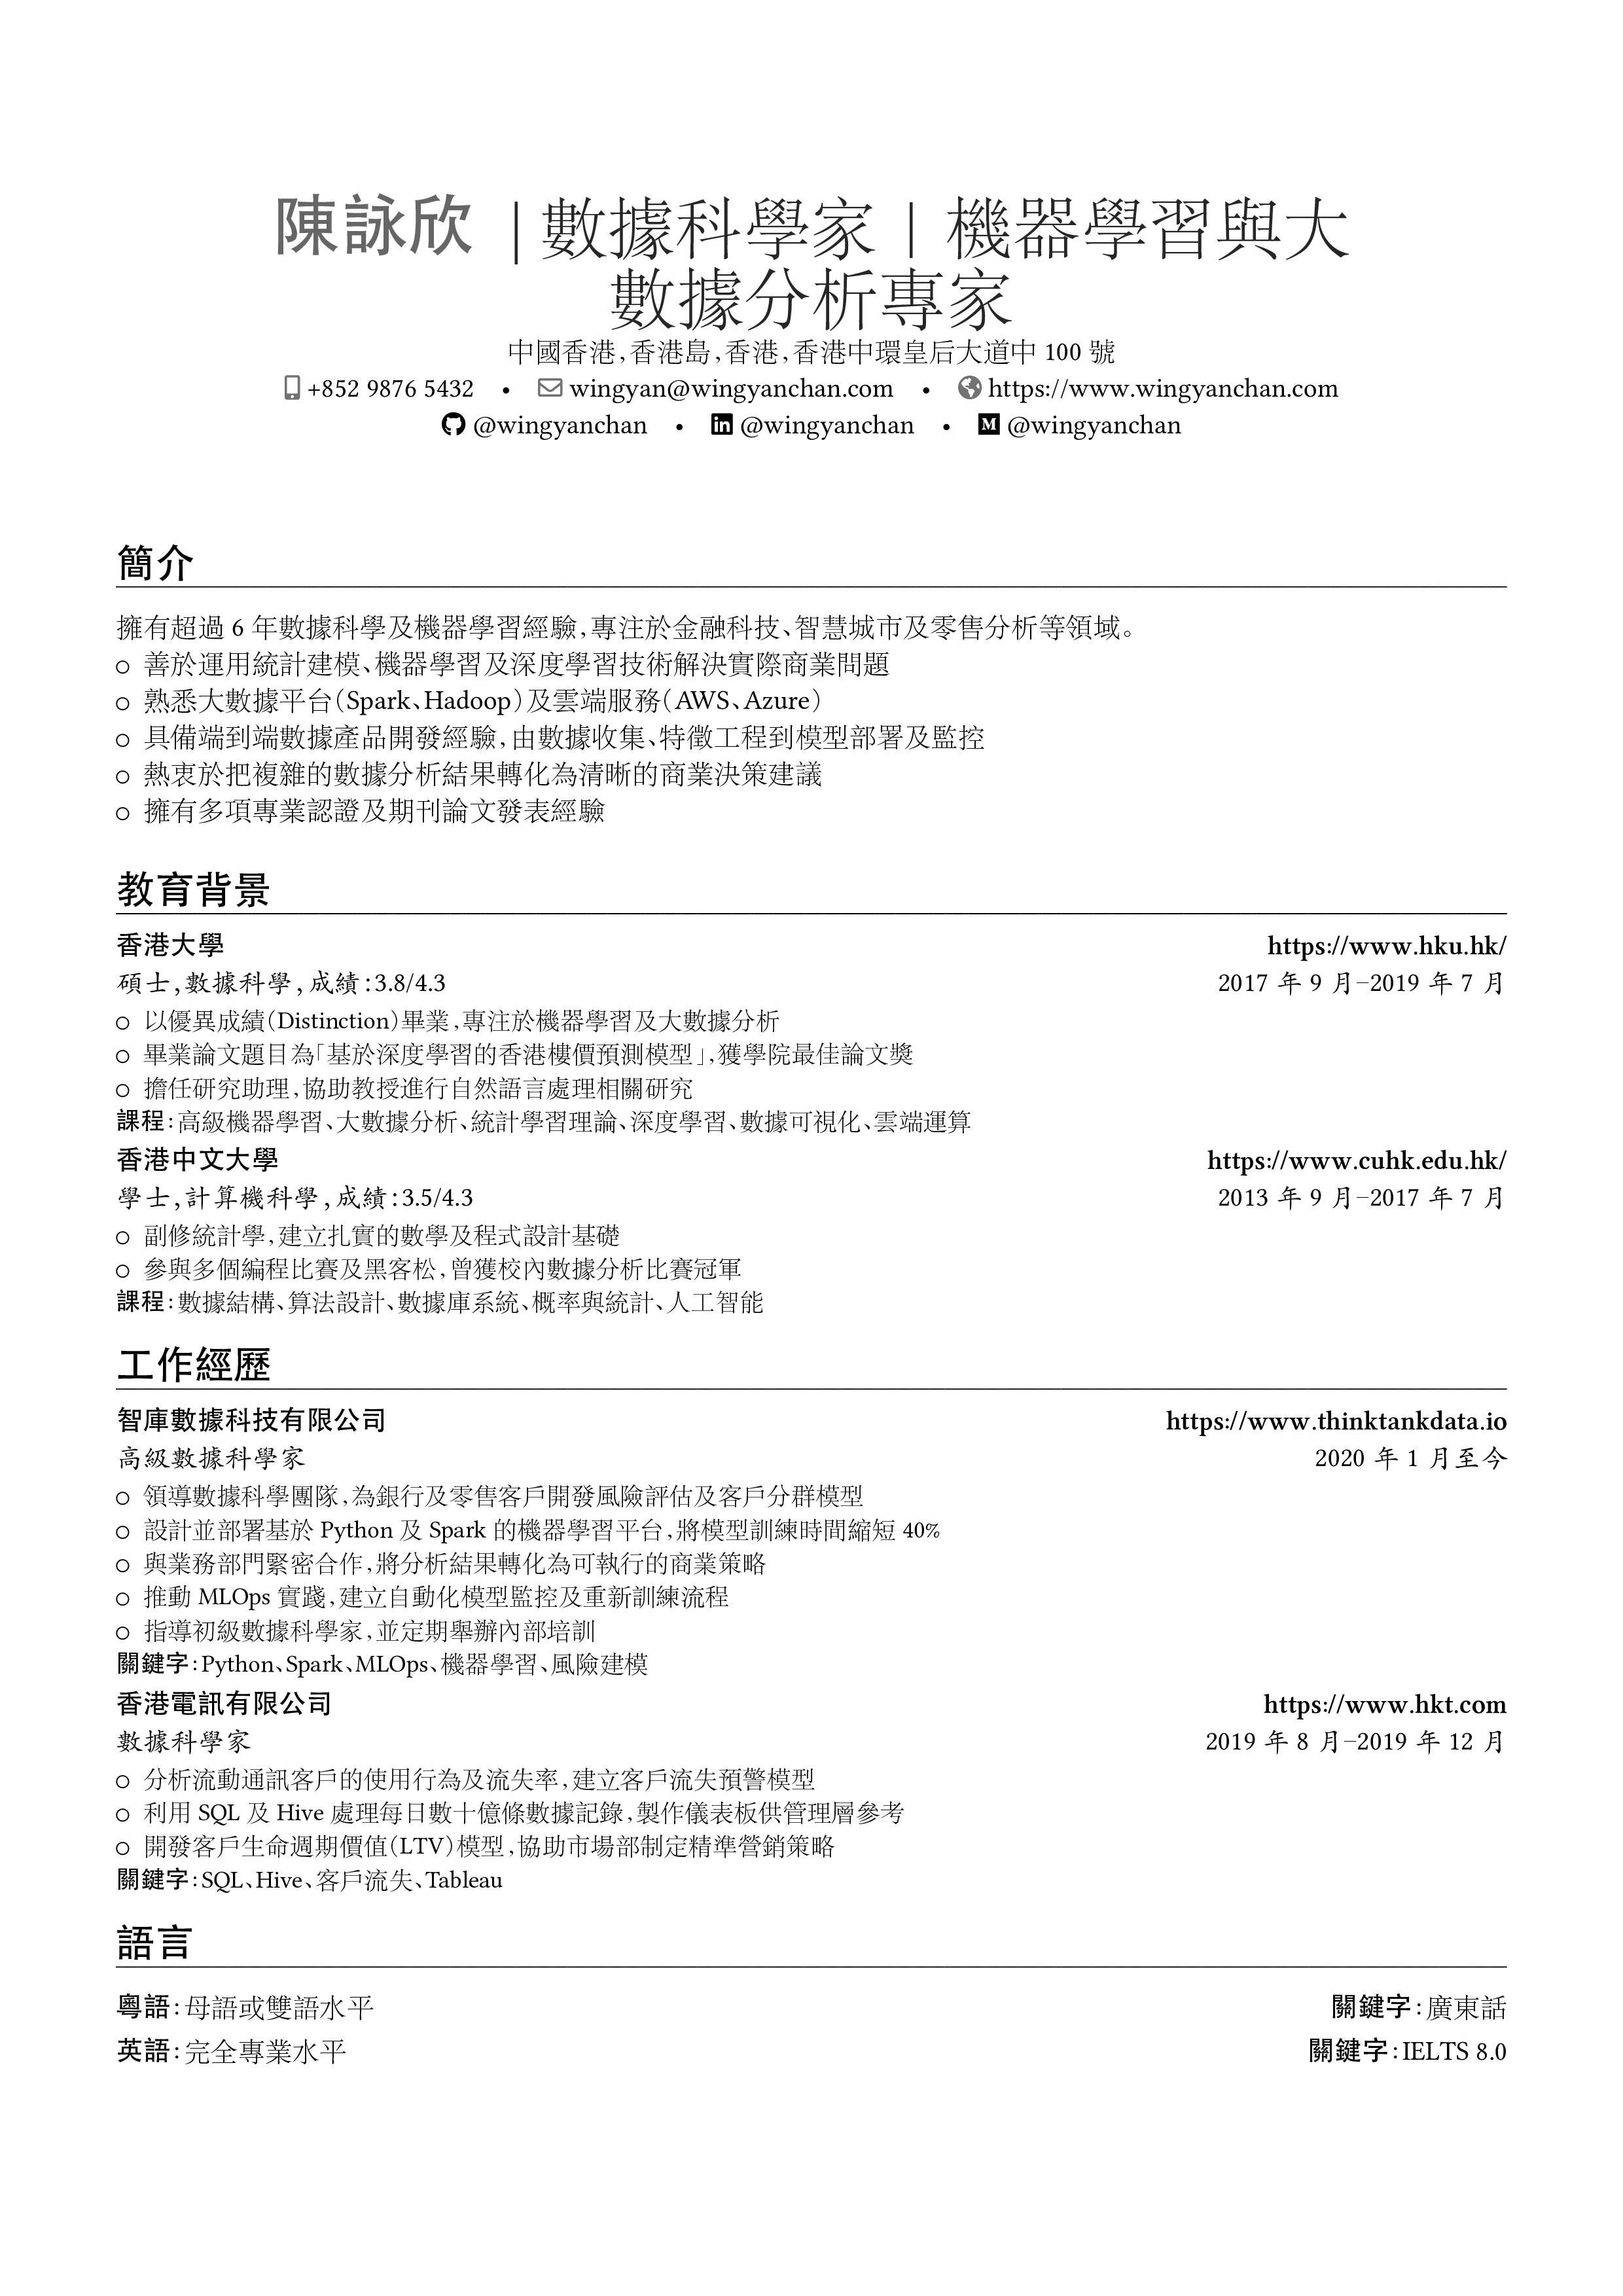 陳詠欣 | 數據科學家 | 機器學習與大
數據分析專家
中國香港，香港島，香港，香港中環皇后大道中 100 號
+852 9876 5432 • wingyan@wingyanchan.com • https://www.wingyanchan.com
@wingyanchan • @wingyanchan • @wingyanchan
簡介
擁有超過 6 年數據科學及機器學習經驗，專注於金融科技、智慧城市及零售分析等領域。
○ 善於運用統計建模、機器學習及深度學習技術解決實際商業問題
○ 熟悉大數據平台（Spark、Hadoop）及雲端服務（AWS、Azure）
○ 具備端到端數據產品開發經驗，由數據收集、特徵工程到模型部署及監控
○ 熱衷於把複雜的數據分析結果轉化為清晰的商業決策建議
○ 擁有多項專業認證及期刊論文發表經驗
教育背景
香港大學 https://www.hku.hk/
碩士，數據科學，成績：3.8/4.3 2017 年 9 月–2019 年 7 月
○ 以優異成績（Distinction）畢業，專注於機器學習及大數據分析
○ 畢業論文題目為「基於深度學習的香港樓價預測模型」，獲學院最佳論文獎
○ 擔任研究助理，協助教授進行自然語言處理相關研究
課程：高級機器學習、大數據分析、統計學習理論、深度學習、數據可視化、雲端運算
香港中文大學 https://www.cuhk.edu.hk/
學士，計算機科學，成績：3.5/4.3 2013 年 9 月–2017 年 7 月
○ 副修統計學，建立扎實的數學及程式設計基礎
○ 參與多個編程比賽及黑客松，曾獲校內數據分析比賽冠軍
課程：數據結構、算法設計、數據庫系統、概率與統計、人工智能
工作經歷
智庫數據科技有限公司 https://www.thinktankdata.io
高級數據科學家 2020 年 1 月至今
○ 領導數據科學團隊，為銀行及零售客戶開發風險評估及客戶分群模型
○ 設計並部署基於 Python 及 Spark 的機器學習平台，將模型訓練時間縮短 40%
○ 與業務部門緊密合作，將分析結果轉化為可執行的商業策略
○ 推動 MLOps 實踐，建立自動化模型監控及重新訓練流程
○ 指導初級數據科學家，並定期舉辦內部培訓
關鍵字：Python、Spark、MLOps、機器學習、風險建模
香港電訊有限公司 https://www.hkt.com
數據科學家 2019 年 8 月–2019 年 12 月
○ 分析流動通訊客戶的使用行為及流失率，建立客戶流失預警模型
○ 利用 SQL 及 Hive 處理每日數十億條數據記錄，製作儀表板供管理層參考
○ 開發客戶生命週期價值（LTV）模型，協助市場部制定精準營銷策略
關鍵字：SQL、Hive、客戶流失、Tableau
語言
粵語：母語或雙語水平 關鍵字：廣東話
英語：完全專業水平 關鍵字：IELTS 8.0